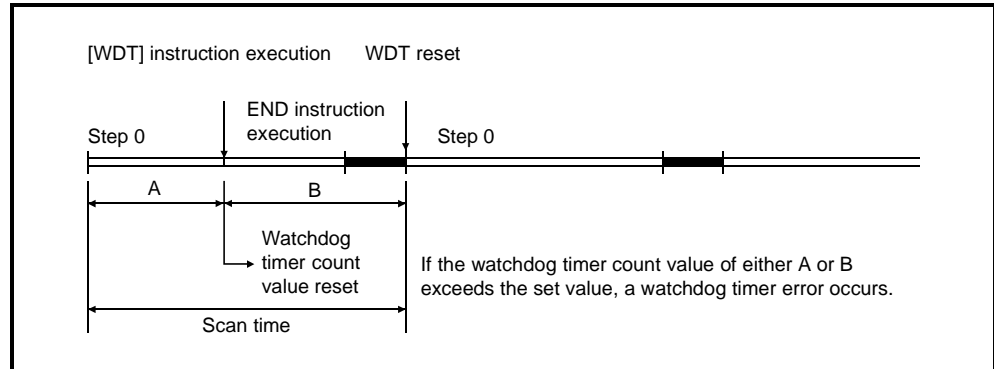 [WDT] instruction execution WDT reset
END instruction
execution
Step 0
Step 0
A
B
Watchdog
timer count
value reset
If the watchdog timer count value of either A or B
exceeds the set value, a watchdog timer error occurs.
Scan time